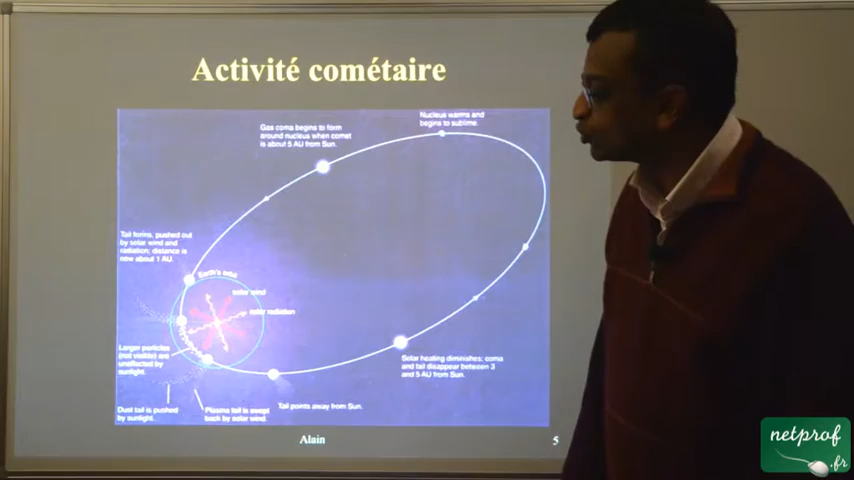 Activité cométaire
Nucleus warms and
begins to sublime.
Gas coma begins to form
around nucleus when comet
is about 5 AU from Sun.
Tail forms, pushed out
by solar wind and
radiation; distance is
now about 1 AU.
Earth's orbit
solar wind
solar radiation
Larger particles
(not visible) are
unaffected by
sunlight.
Solar heating diminishes; coma
and tail disappear between 3
and 5 AU from Sun.
Dust tail is pushed
by sunlight.
Plasma tail is swept
back by solar wind.
Tail points away from Sun.
Alain
5
netprof
.fr